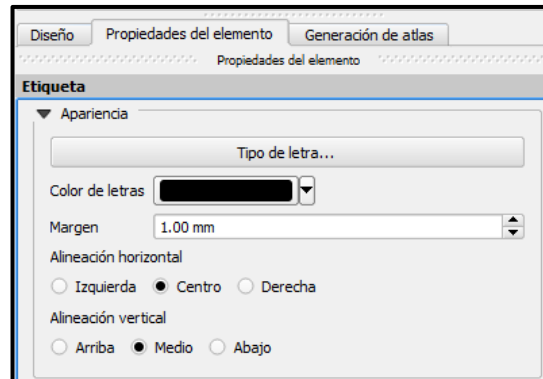 Diseño Propiedades del elemento Generación de atlas
Propiedades del elemento
Etiqueta
Apariencia
Tipo de letra...
Color de letras
Margen 1.00 mm
Alineación horizontal
Izquierda Centro Derecha
Alineación vertical
Arriba Medio Abajo